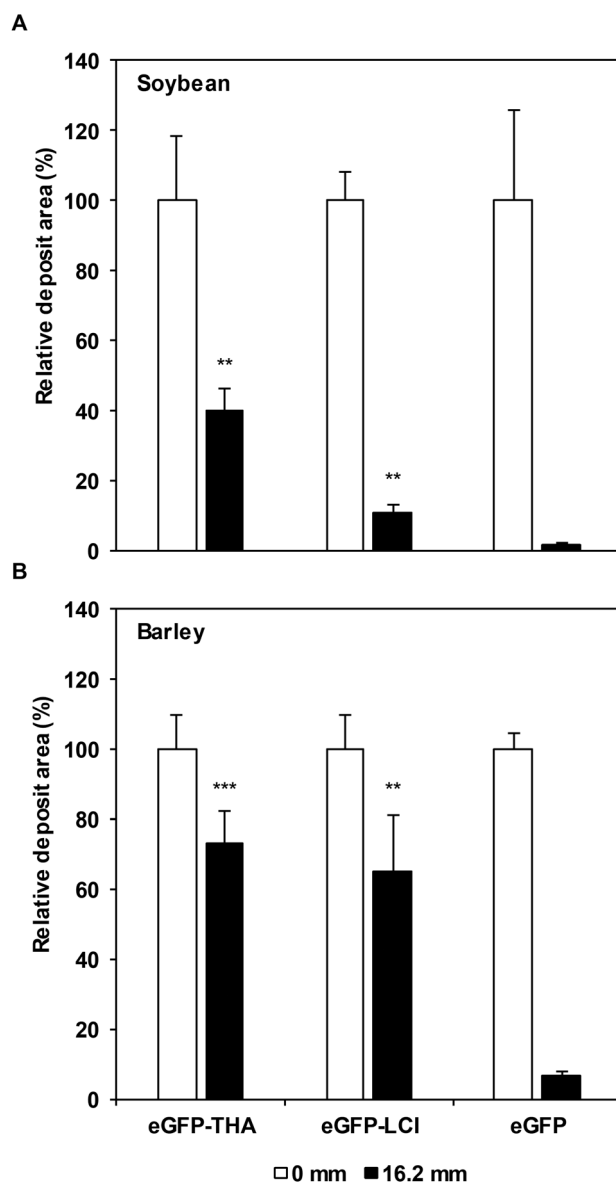 A
140
Soybean
120
100
80
60
40
20
0
Relative deposit area (%)
**
**
B
140
Barley
120
100
80
60
40
20
0
Relative deposit area (%)
***
**
eGFP-THA eGFP-LCI eGFP
0 mm 16.2 mm